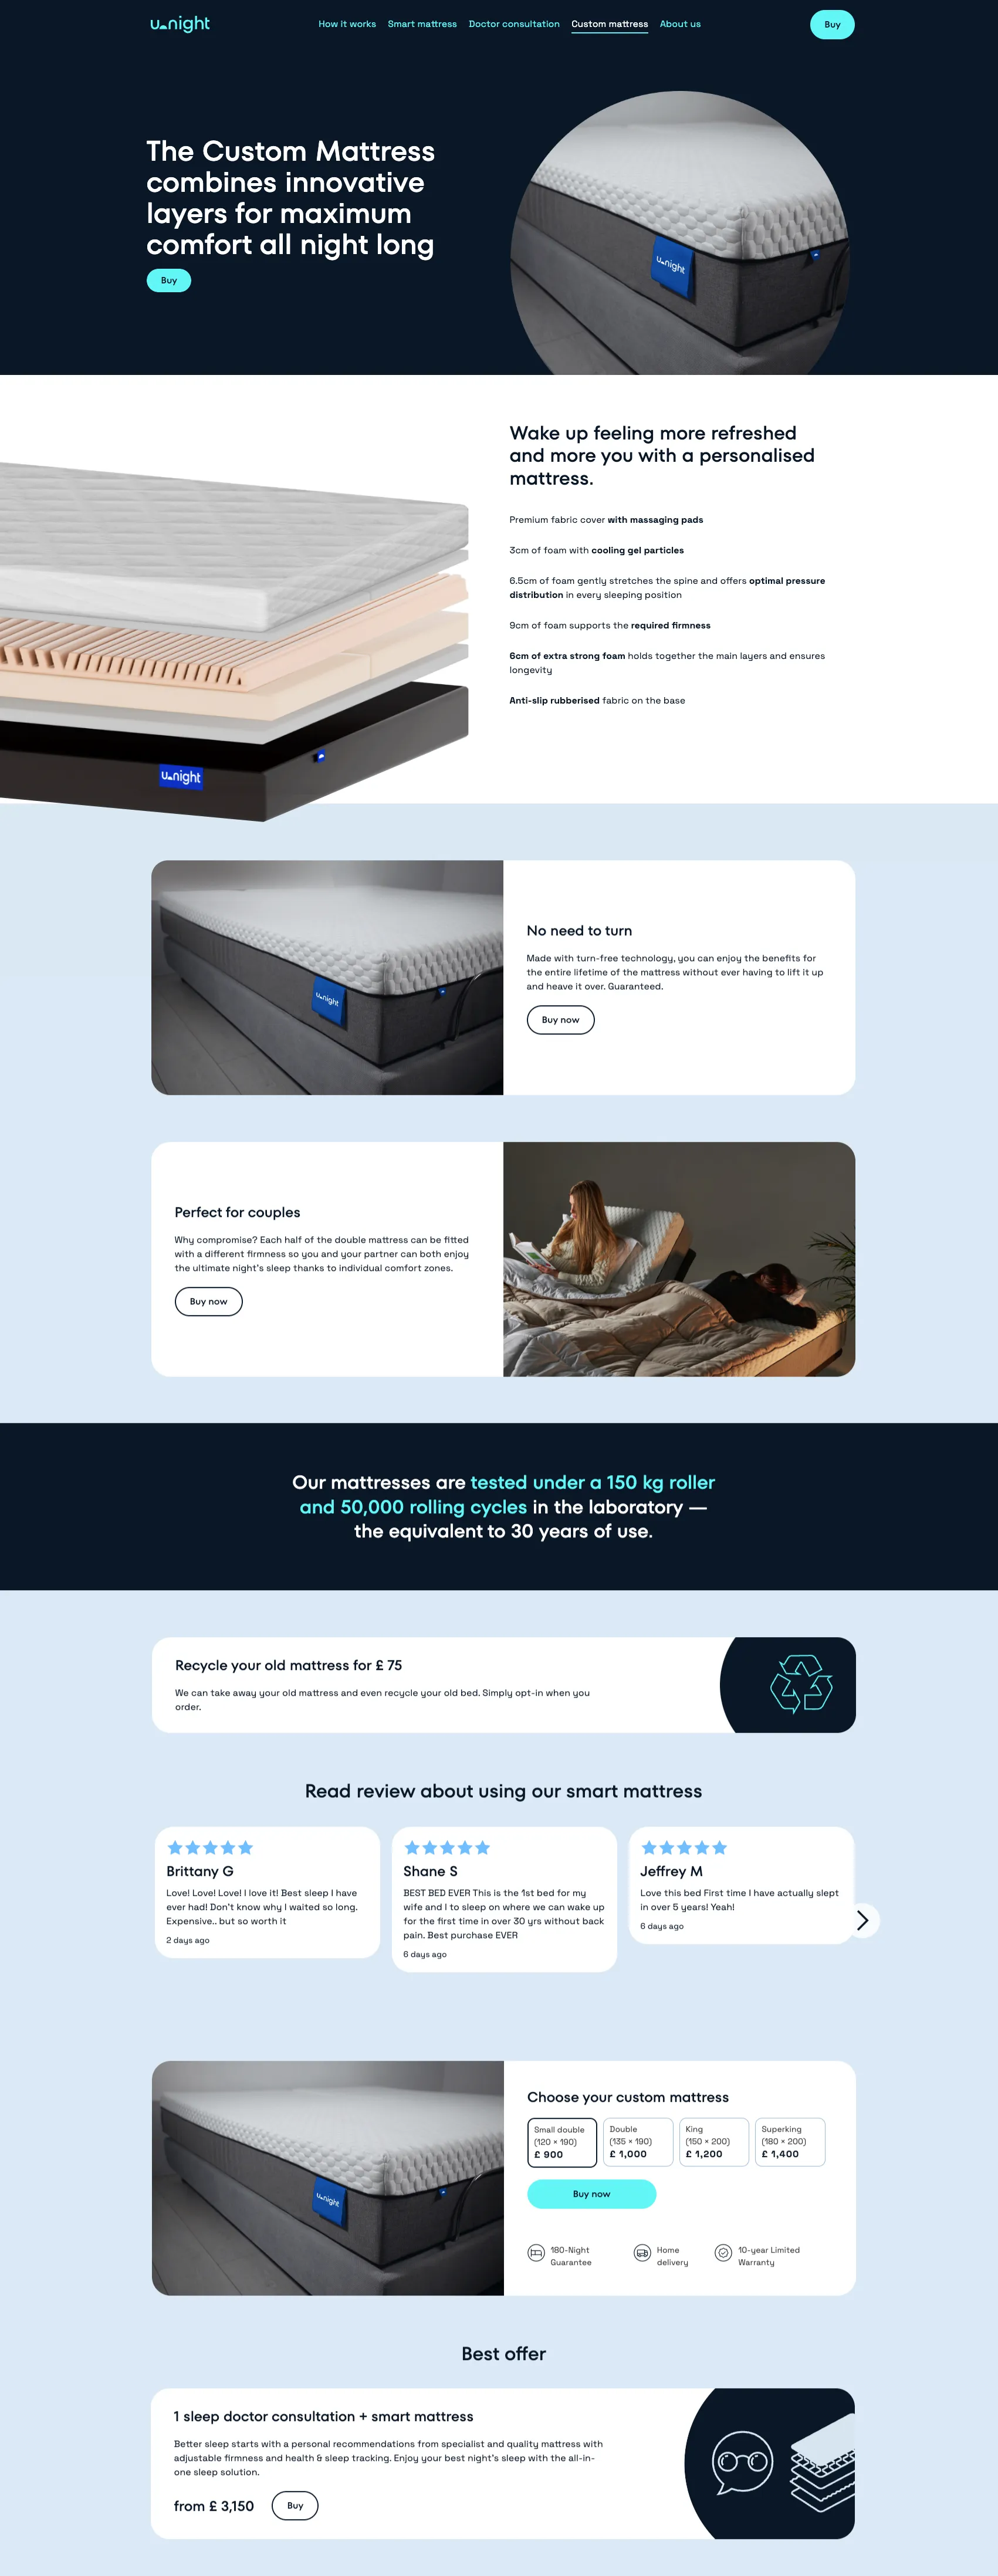 u night
How it works Smart mattress Doctor consultation Custom mattress About us
Buy
The Custom Mattress
combines innovative
layers for maximum
comfort all night long
Buy
u night
Wake up feeling more refreshed
and more you with a personalised
mattress.
Premium fabric cover with massaging pads
3cm of foam with cooling gel particles
6.5cm of foam gently stretches the spine and offers optimal pressure
distribution in every sleeping position
9cm of foam supports the required firmness
6cm of extra strong foam holds together the main layers and ensures
longevity
Anti-slip rubberised fabric on the base
u night
u night
No need to turn
Made with turn-free technology, you can enjoy the benefits for
the entire lifetime of the mattress without ever having to lift it up
and heave it over. Guaranteed.
Buy now
Perfect for couples
Why compromise? Each half of the double mattress can be fitted
with a different firmness so you and your partner can both enjoy
the ultimate night's sleep thanks to individual comfort zones.
Buy now
Our mattresses are tested under a 150 kg roller
and 50,000 rolling cycles in the laboratory —
the equivalent to 30 years of use.
Recycle your old mattress for £ 75
We can take away your old mattress and even recycle your old bed. Simply opt-in when you
order.
Read review about using our smart mattress
Brittany G
Love! Love! Love! I love it! Best sleep I have
ever had! Don't know why I waited so long.
Expensive.. but so worth it
2 days ago
Shane S
BEST BED EVER This is the 1st bed for my
wife and I to sleep on where we can wake up
for the first time in over 30 yrs without back
pain. Best purchase EVER
6 days ago
Jeffrey M
Love this bed First time I have actually slept
in over 5 years! Yeah!
6 days ago
u night
Choose your custom mattress
Small double
(120 × 190)
£ 900
Double
(135 × 190)
£ 1,000
King
(150 × 200)
£ 1,200
Superking
(180 × 200)
£ 1,400
Buy now
180-Night
Guarantee
Home
delivery
10-year Limited
Warranty
Best offer
1 sleep doctor consultation + smart mattress
Better sleep starts with a personal recommendations from specialist and quality mattress with
adjustable firmness and health & sleep tracking. Enjoy your best night's sleep with the all-in-
one sleep solution.
from £ 3,150
Buy